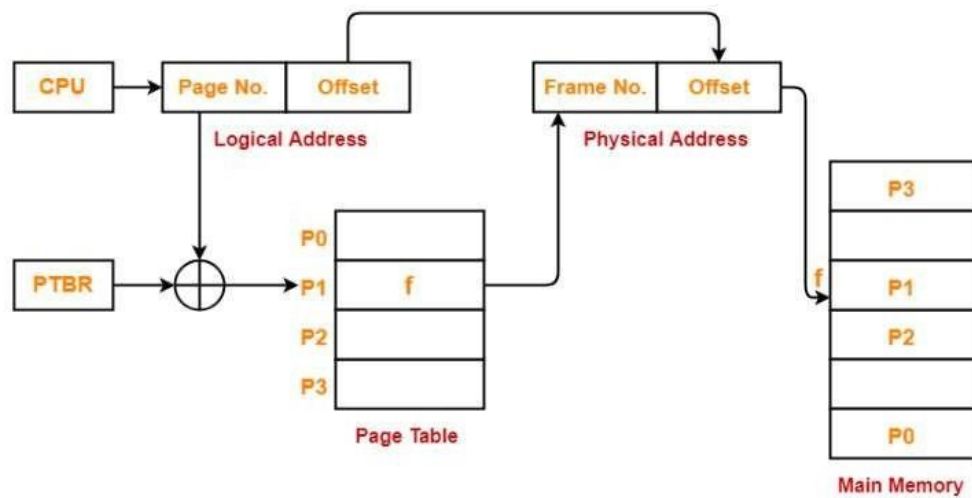 CPU
Page No.
Offset
Logical Address
Frame No.
Offset
Physical Address
PTBR
P0
P1
f
P2
P3
Page Table
P3
f
P1
P2
P0
Main Memory